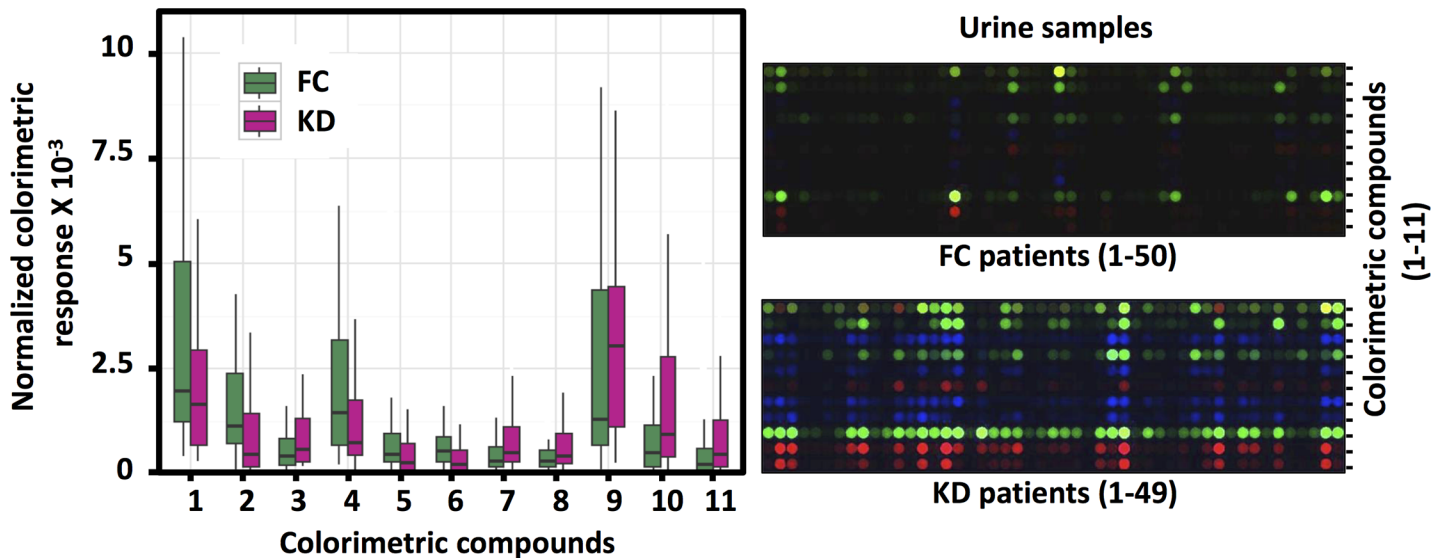 Normalized colorimetric
response X 10-3
10
7.5
5
2.5
0
FC
KD
1 2 3 4 5 6 7 8 9 10 11
Colorimetric compounds
Urine samples
FC patients (1-50)
KD patients (1-49)
Colorimetric compounds
(1-11)